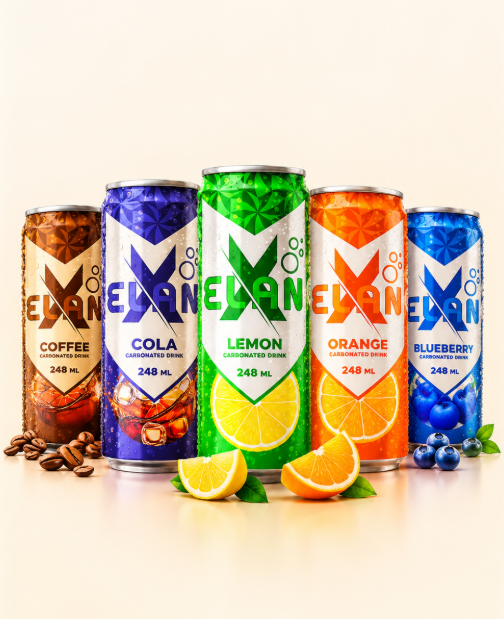 ELAN
COFFEE
CARBONATED DRINK
248 ML
ELAN
COLA
CARBONATED DRINK
248 ML
ELAN
LEMON
CARBONATED DRINK
248 ML
ELAN
ORANGE
CARBONATED DRINK
248 ML
ELAN
BLUEBERRY
CARBONATED DRINK
248 ML